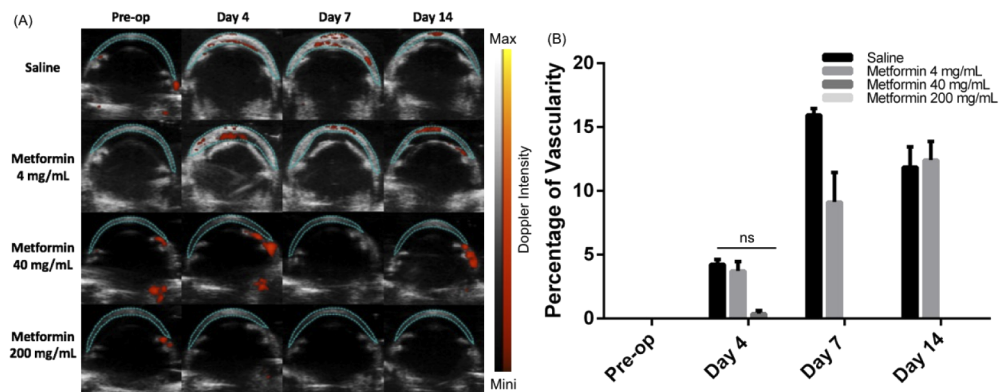 (A)
Pre-op Day 4 Day 7 Day 14
Saline
Metformin
4 mg/mL
Metformin
40 mg/mL
Metformin
200 mg/mL
Max
Doppler Intensity
Mini
(B)
Saline
Metformin 4 mg/mL
Metformin 40 mg/mL
Metformin 200 mg/mL
Percentage of Vascularity
20
15
10
5
0
ns
Pre-op Day 4 Day 7 Day 14